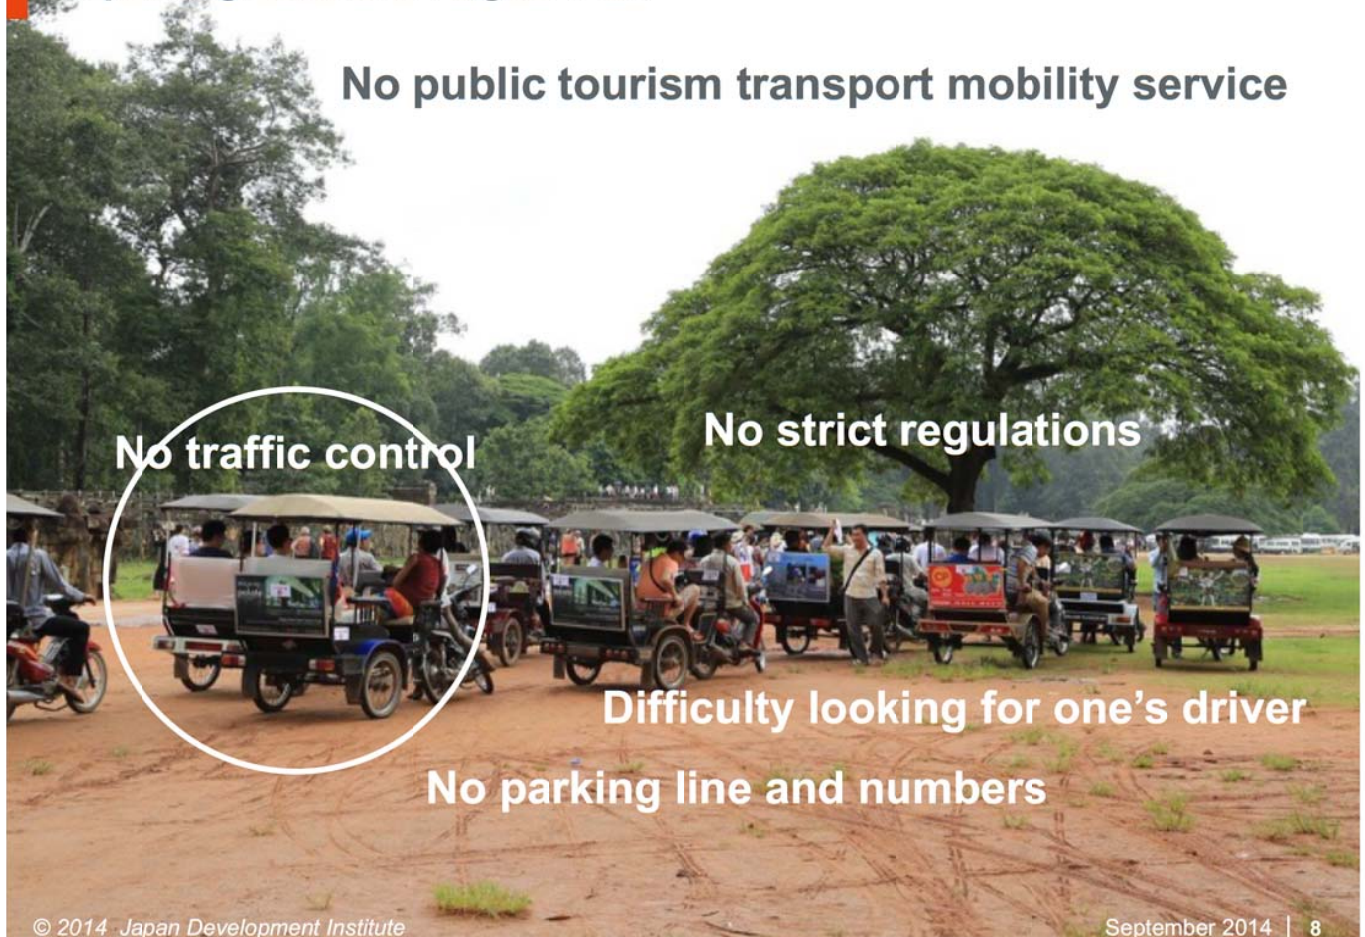 No public tourism transport mobility service
No traffic control
No strict regulations
Difficulty looking for one's driver
No parking line and numbers
© 2014 Japan Development Institute
September 2014 | 8